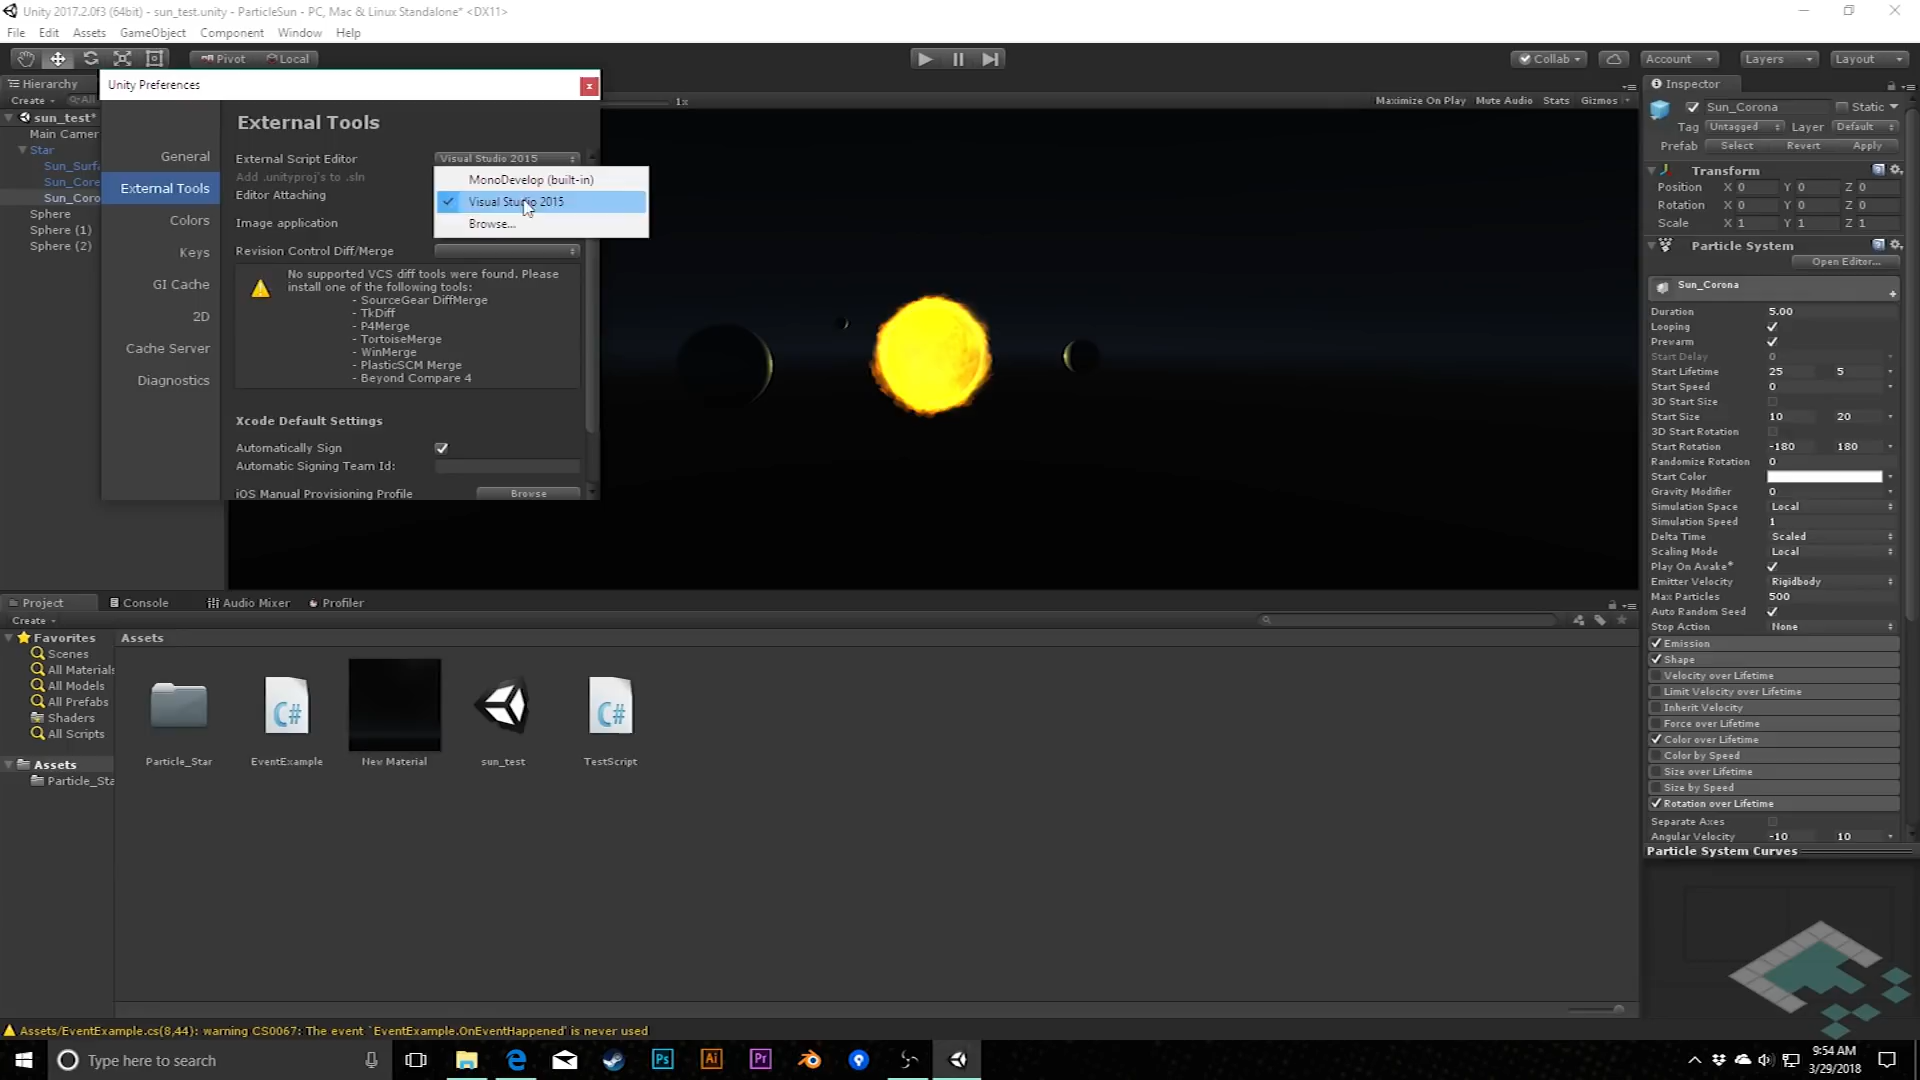 Unity 2017.2.0f3 (64bit) - sun_test.unity - ParticleSun - PC, Mac & Linux Standalone* <DX11>
File Edit Assets GameObject Component Window Help
Pivot Local
Collab Account Layers Layout
Hierarchy
Create All
sun_test*
Main Camer
Star
Sun_Surf
Sun_Core
Sun_Coro
Sphere
Sphere (1)
Sphere (2)
Unity Preferences
General
External Tools
Colors
Keys
GI Cache
2D
Cache Server
Diagnostics
External Tools
External Script Editor Visual Studio 2015
Add .unityproj's to .sln
Editor Attaching
Image application
MonoDevelop (built-in)
Visual Studio 2015
Browse...
Revision Control Diff/Merge
No supported VCS diff tools were found. Please
install one of the following tools:
- SourceGear DiffMerge
- TkDiff
- P4Merge
- TortoiseMerge
- WinMerge
- PlasticSCM Merge
- Beyond Compare 4
Xcode Default Settings
Automatically Sign
Automatic Signing Team Id:
iOS Manual Provisioning Profile Browse
1x
Maximize On Play Mute Audio Stats Gizmos
Inspector
Sun_Corona Static
Tag Untagged Layer Default
Prefab Select Revert Apply
Transform
Position X 0 Y 0 Z 0
Rotation X 0 Y 0 Z 0
Scale X 1 Y 1 Z 1
Particle System
Open Editor...
Sun_Corona
Duration 5.00
Looping
Prewarm
Start Delay 0
Start Lifetime 25 5
Start Speed 0
3D Start Size
Start Size 10 20
3D Start Rotation
Start Rotation -180 180
Randomize Rotation 0
Start Color
Gravity Modifier 0
Simulation Space Local
Simulation Speed 1
Delta Time Scaled
Scaling Mode Local
Play On Awake*
Emitter Velocity Rigidbody
Max Particles 500
Auto Random Seed
Stop Action None
Emission
Shape
Velocity over Lifetime
Limit Velocity over Lifetime
Inherit Velocity
Force over Lifetime
Color over Lifetime
Color by Speed
Size over Lifetime
Size by Speed
Rotation over Lifetime
Separate Axes
Angular Velocity -10 10
Particle System Curves
Project Console Audio Mixer Profiler
Create
Favorites
Scenes
All Materials
All Models
All Prefabs
Shaders
All Scripts
Assets
Particle_Sta
Assets
Particle_Star
C#
EventExample
New Material
sun_test
C#
TestScript
Assets/EventExample.cs(8,44): warning CS0067: The event `EventExample.OnEventHappened' is never used
Type here to search
Ps
Ai
Pr
9:54 AM
3/29/2018